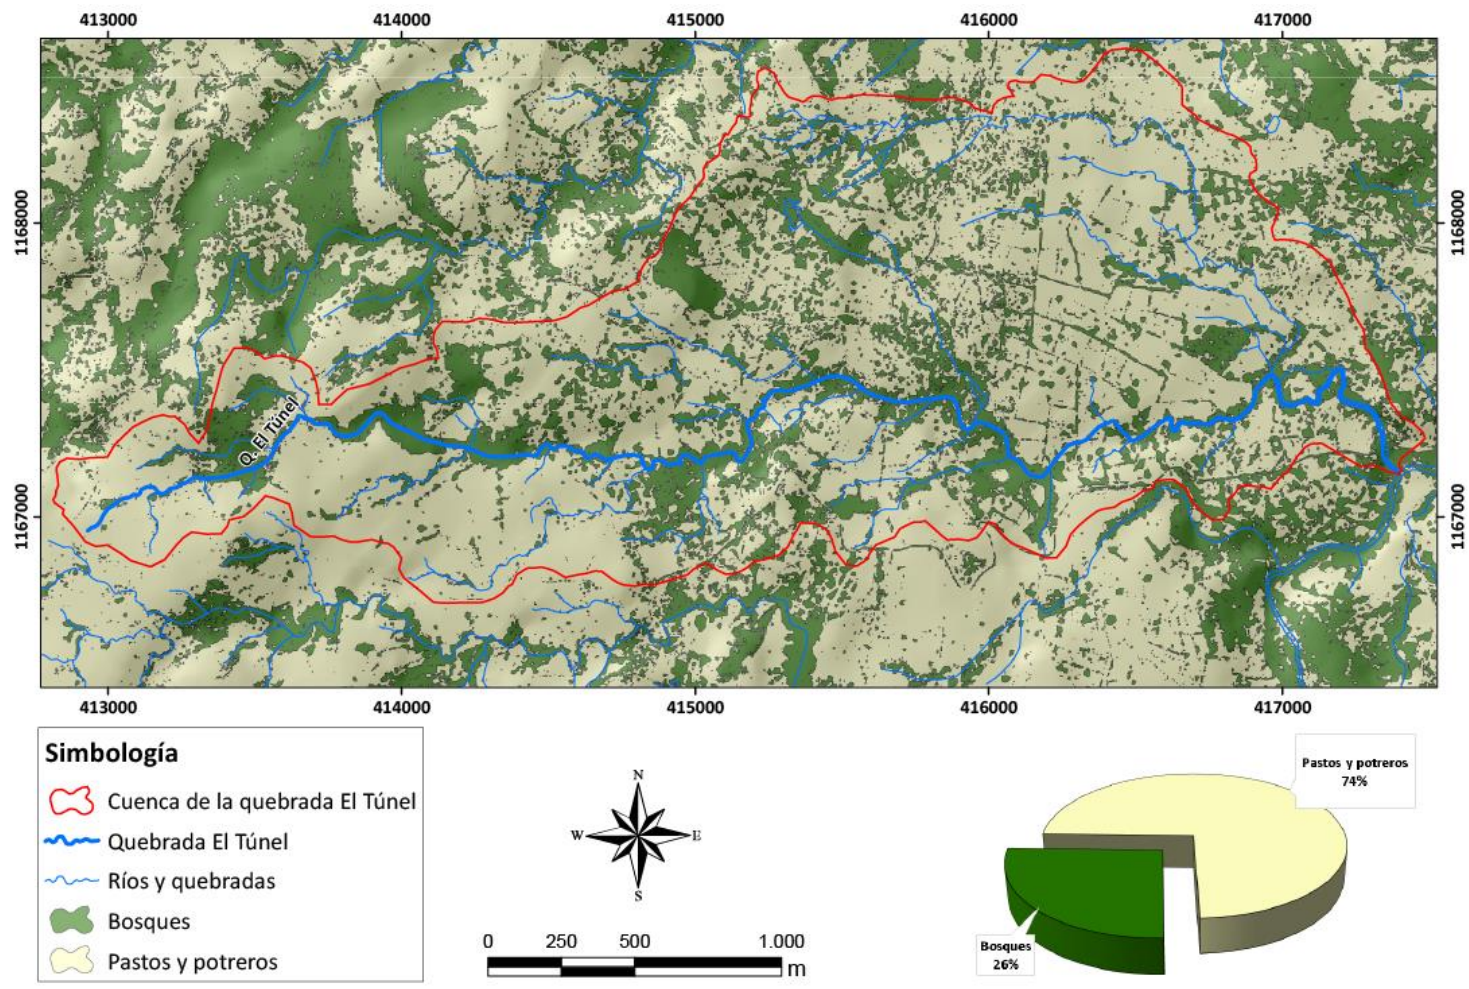 413000 414000 415000 416000 417000
1168000 1168000
Q. El Túnel
1167000 1167000
413000 414000 415000 416000 417000
Simbología
Cuenca de la quebrada El Túnel
Quebrada El Túnel
Ríos y quebradas
Bosques
Pastos y potreros
N
W E
S
0 250 500 1.000
m
Pastos y potreros
74%
Bosques
26%